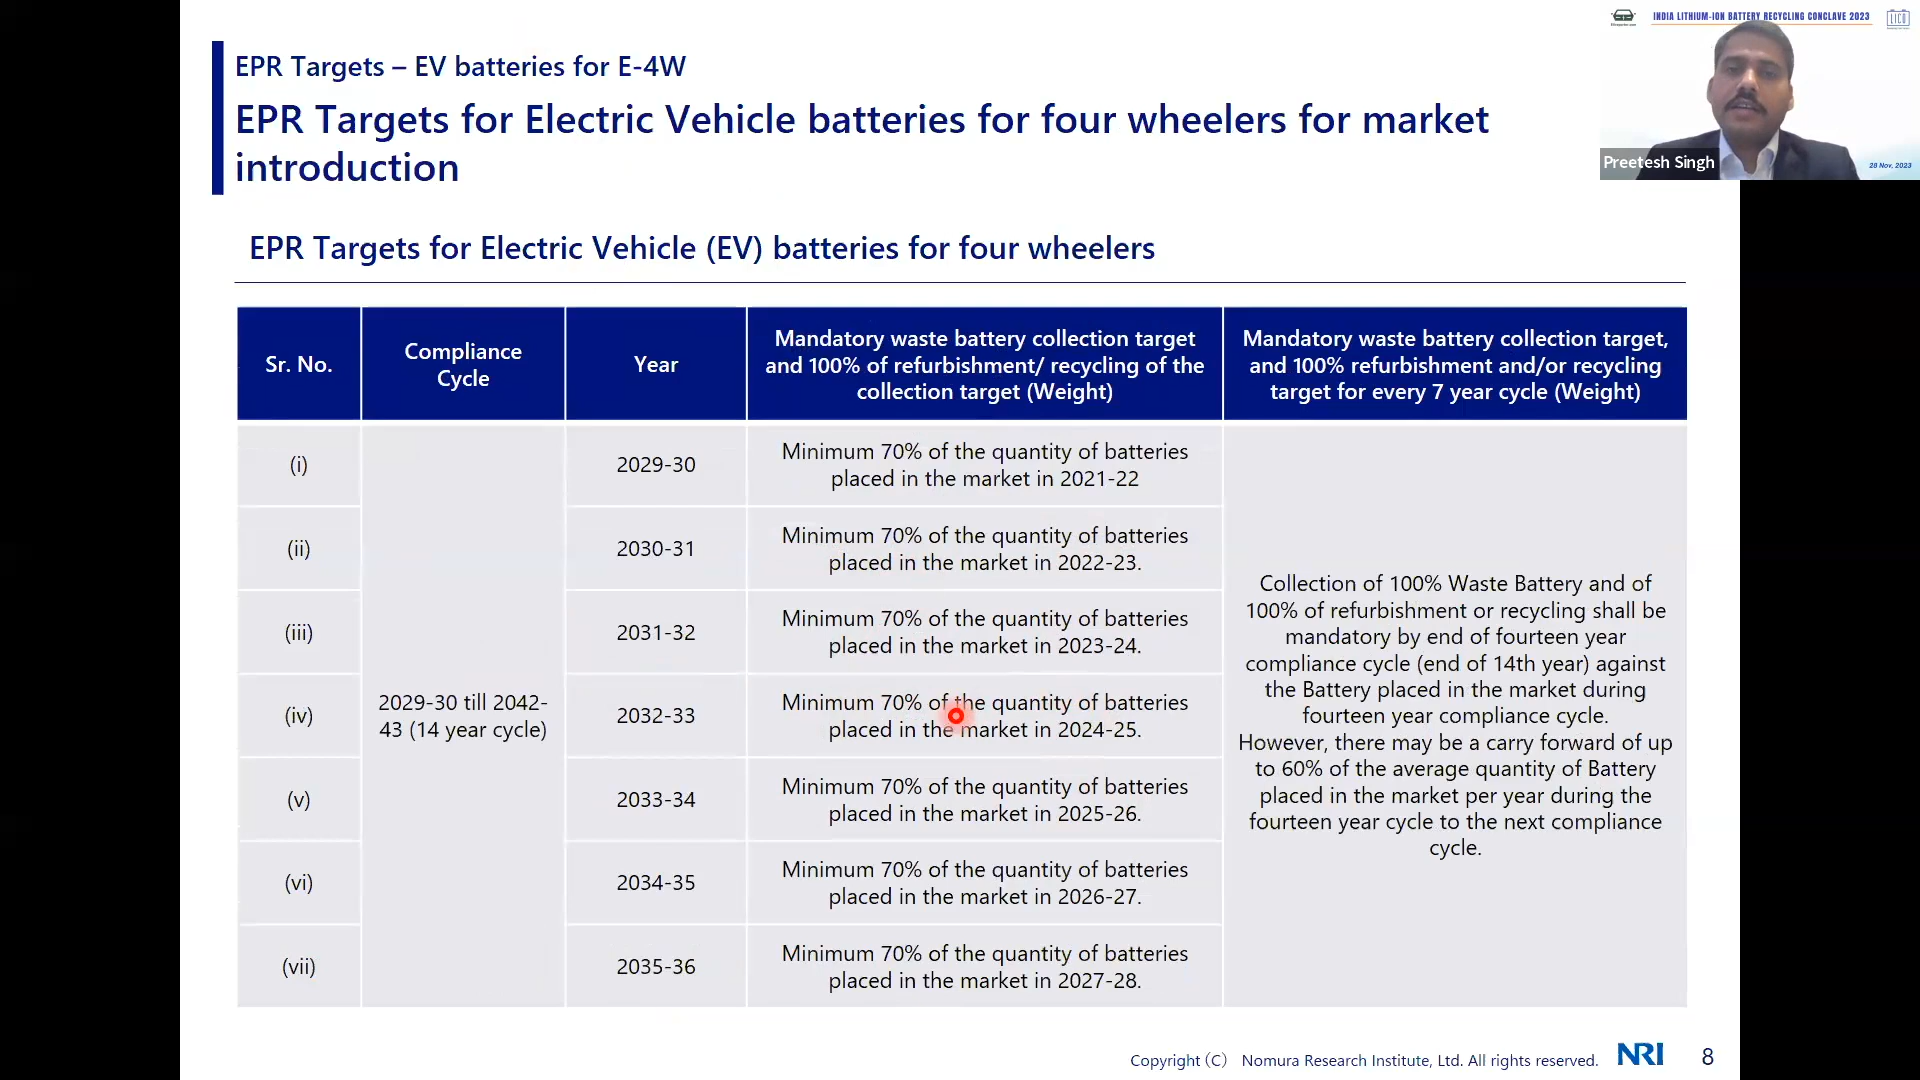 INDIA LITHIUM-ION BATTERY RECYCLING CONCLAVE 2023
LICO
Preetesh Singh
28 Nov. 2023
EPR Targets – EV batteries for E-4W
EPR Targets for Electric Vehicle batteries for four wheelers for market
introduction
EPR Targets for Electric Vehicle (EV) batteries for four wheelers
Sr. No.
Compliance
Cycle
Year
Mandatory waste battery collection target
and 100% of refurbishment/ recycling of the
collection target (Weight)
Mandatory waste battery collection target,
and 100% refurbishment and/or recycling
target for every 7 year cycle (Weight)
(i)
2029-30
Minimum 70% of the quantity of batteries
placed in the market in 2021-22
(ii)
2030-31
Minimum 70% of the quantity of batteries
placed in the market in 2022-23.
(iii)
2031-32
Minimum 70% of the quantity of batteries
placed in the market in 2023-24.
(iv)
2029-30 till 2042-
43 (14 year cycle)
2032-33
Minimum 70% of the quantity of batteries
placed in the market in 2024-25.
(v)
2033-34
Minimum 70% of the quantity of batteries
placed in the market in 2025-26.
(vi)
2034-35
Minimum 70% of the quantity of batteries
placed in the market in 2026-27.
(vii)
2035-36
Minimum 70% of the quantity of batteries
placed in the market in 2027-28.
Collection of 100% Waste Battery and of
100% of refurbishment or recycling shall be
mandatory by end of fourteen year
compliance cycle (end of 14th year) against
the Battery placed in the market during
fourteen year compliance cycle.
However, there may be a carry forward of up
to 60% of the average quantity of Battery
placed in the market per year during the
fourteen year cycle to the next compliance
cycle.
Copyright (C) Nomura Research Institute, Ltd. All rights reserved.
NRI
8